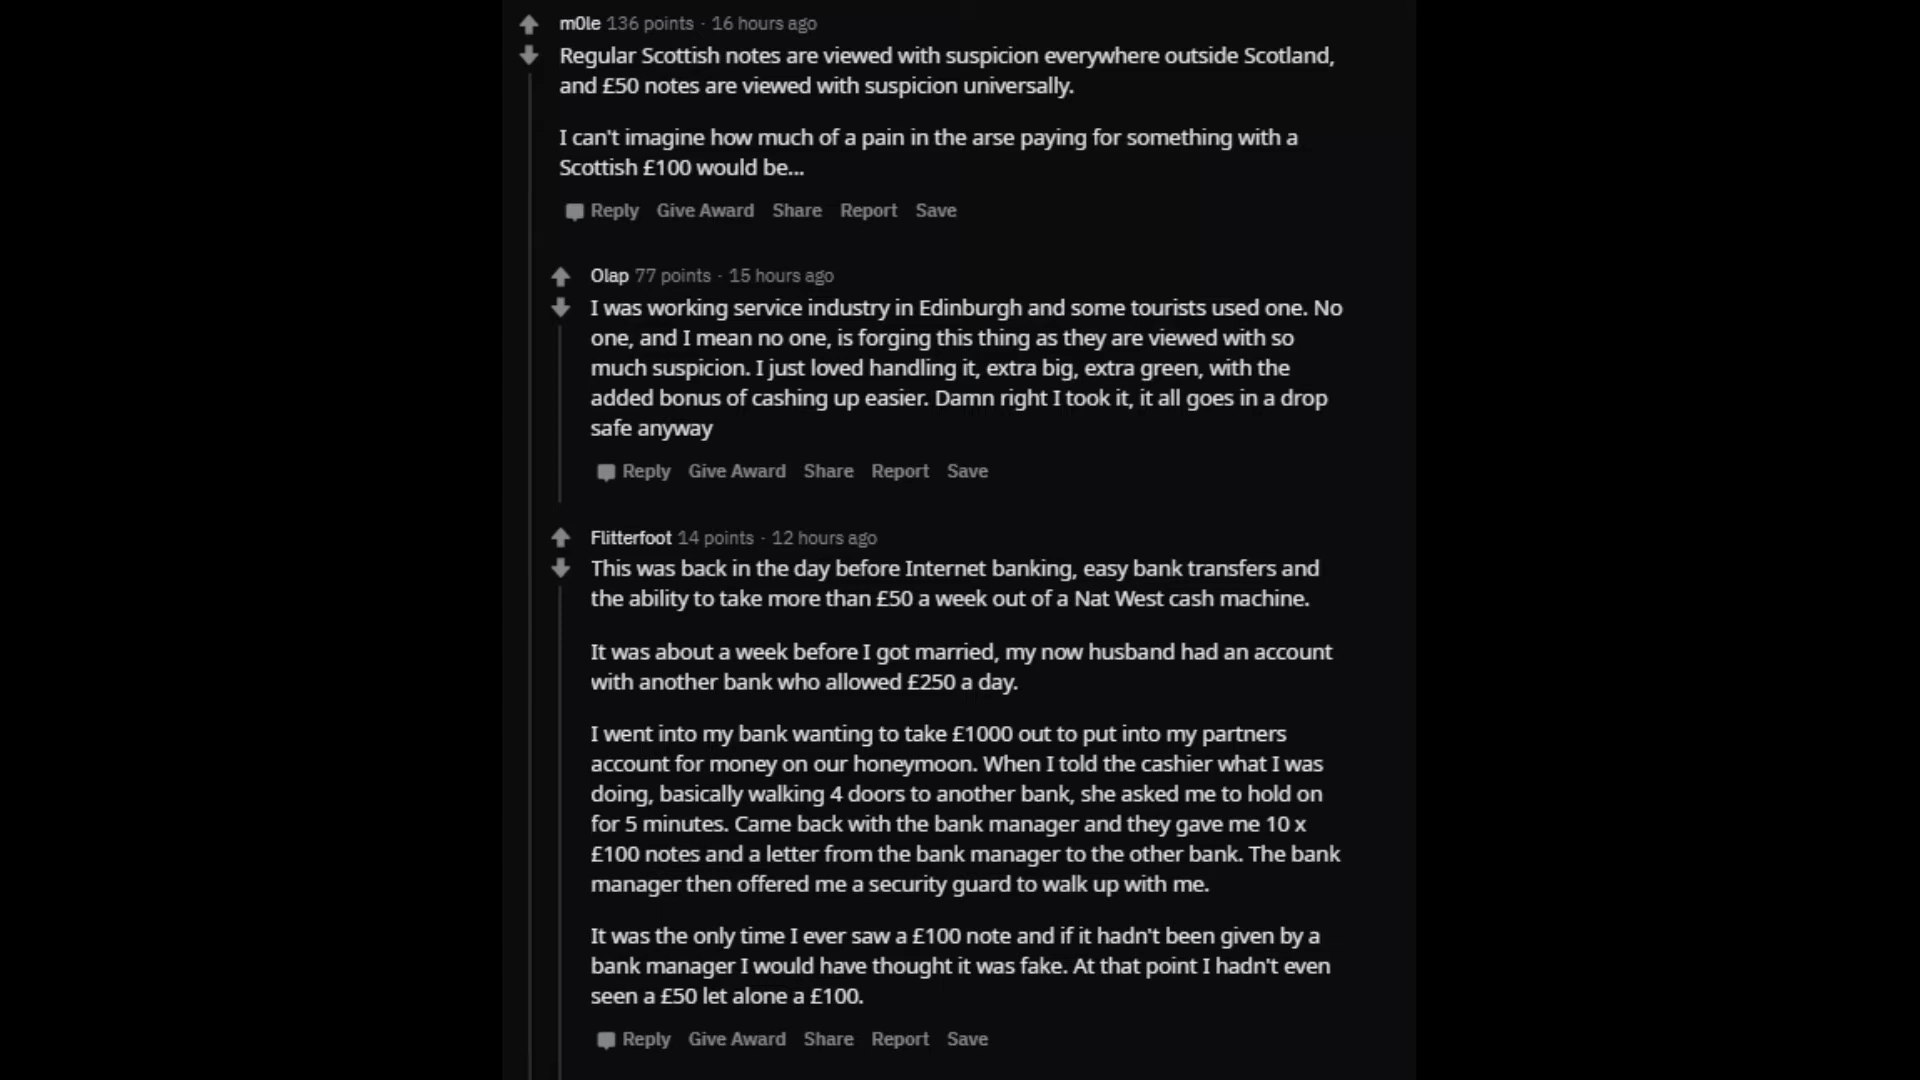 m0le 136 points · 16 hours ago
Regular Scottish notes are viewed with suspicion everywhere outside Scotland,
and £50 notes are viewed with suspicion universally.
I can't imagine how much of a pain in the arse paying for something with a
Scottish £100 would be...
Reply Give Award Share Report Save
Olap 77 points · 15 hours ago
I was working service industry in Edinburgh and some tourists used one. No
one, and I mean no one, is forging this thing as they are viewed with so
much suspicion. I just loved handling it, extra big, extra green, with the
added bonus of cashing up easier. Damn right I took it, it all goes in a drop
safe anyway
Reply Give Award Share Report Save
Flitterfoot 14 points · 12 hours ago
This was back in the day before Internet banking, easy bank transfers and
the ability to take more than £50 a week out of a Nat West cash machine.
It was about a week before I got married, my now husband had an account
with another bank who allowed £250 a day.
I went into my bank wanting to take £1000 out to put into my partners
account for money on our honeymoon. When I told the cashier what I was
doing, basically walking 4 doors to another bank, she asked me to hold on
for 5 minutes. Came back with the bank manager and they gave me 10 x
£100 notes and a letter from the bank manager to the other bank. The bank
manager then offered me a security guard to walk up with me.
It was the only time I ever saw a £100 note and if it hadn't been given by a
bank manager I would have thought it was fake. At that point I hadn't even
seen a £50 let alone a £100.
Reply Give Award Share Report Save